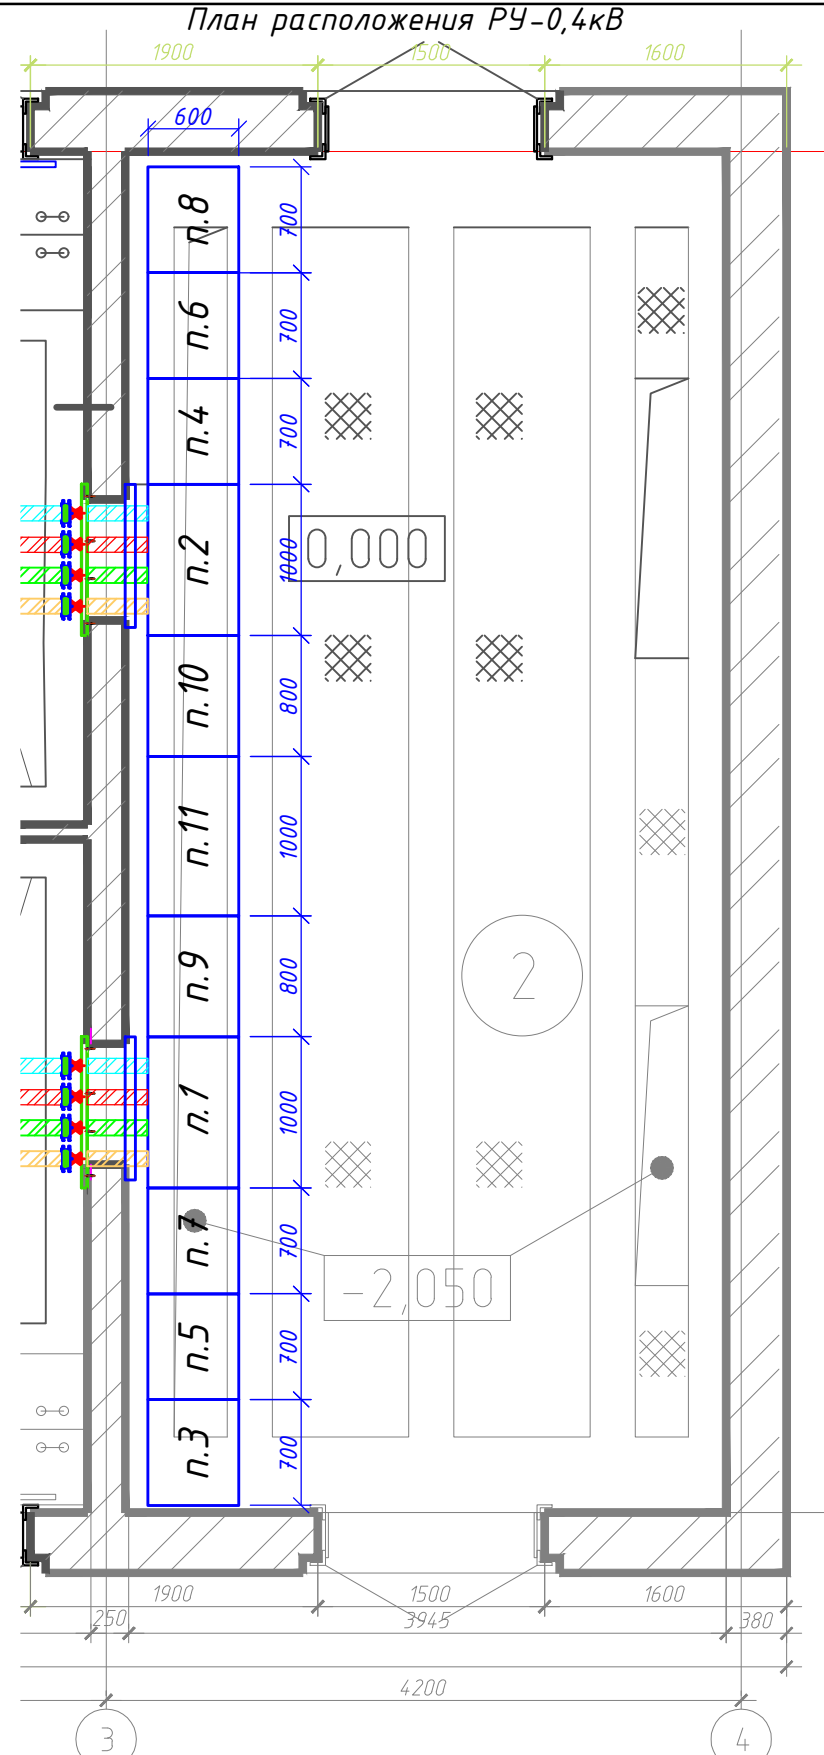 План расположения РУ-0,4кВ
1900 1500 1600
600
п.8 700
п.6 700
п.4 700
п.2 1000 0,000
п.10 800
п.11 1000
п.9 800 2
п.1 1000
п.7 700
-2,050
п.5 700
п.3 700
1900 1500 1600
250 3945 380
4200
3 4